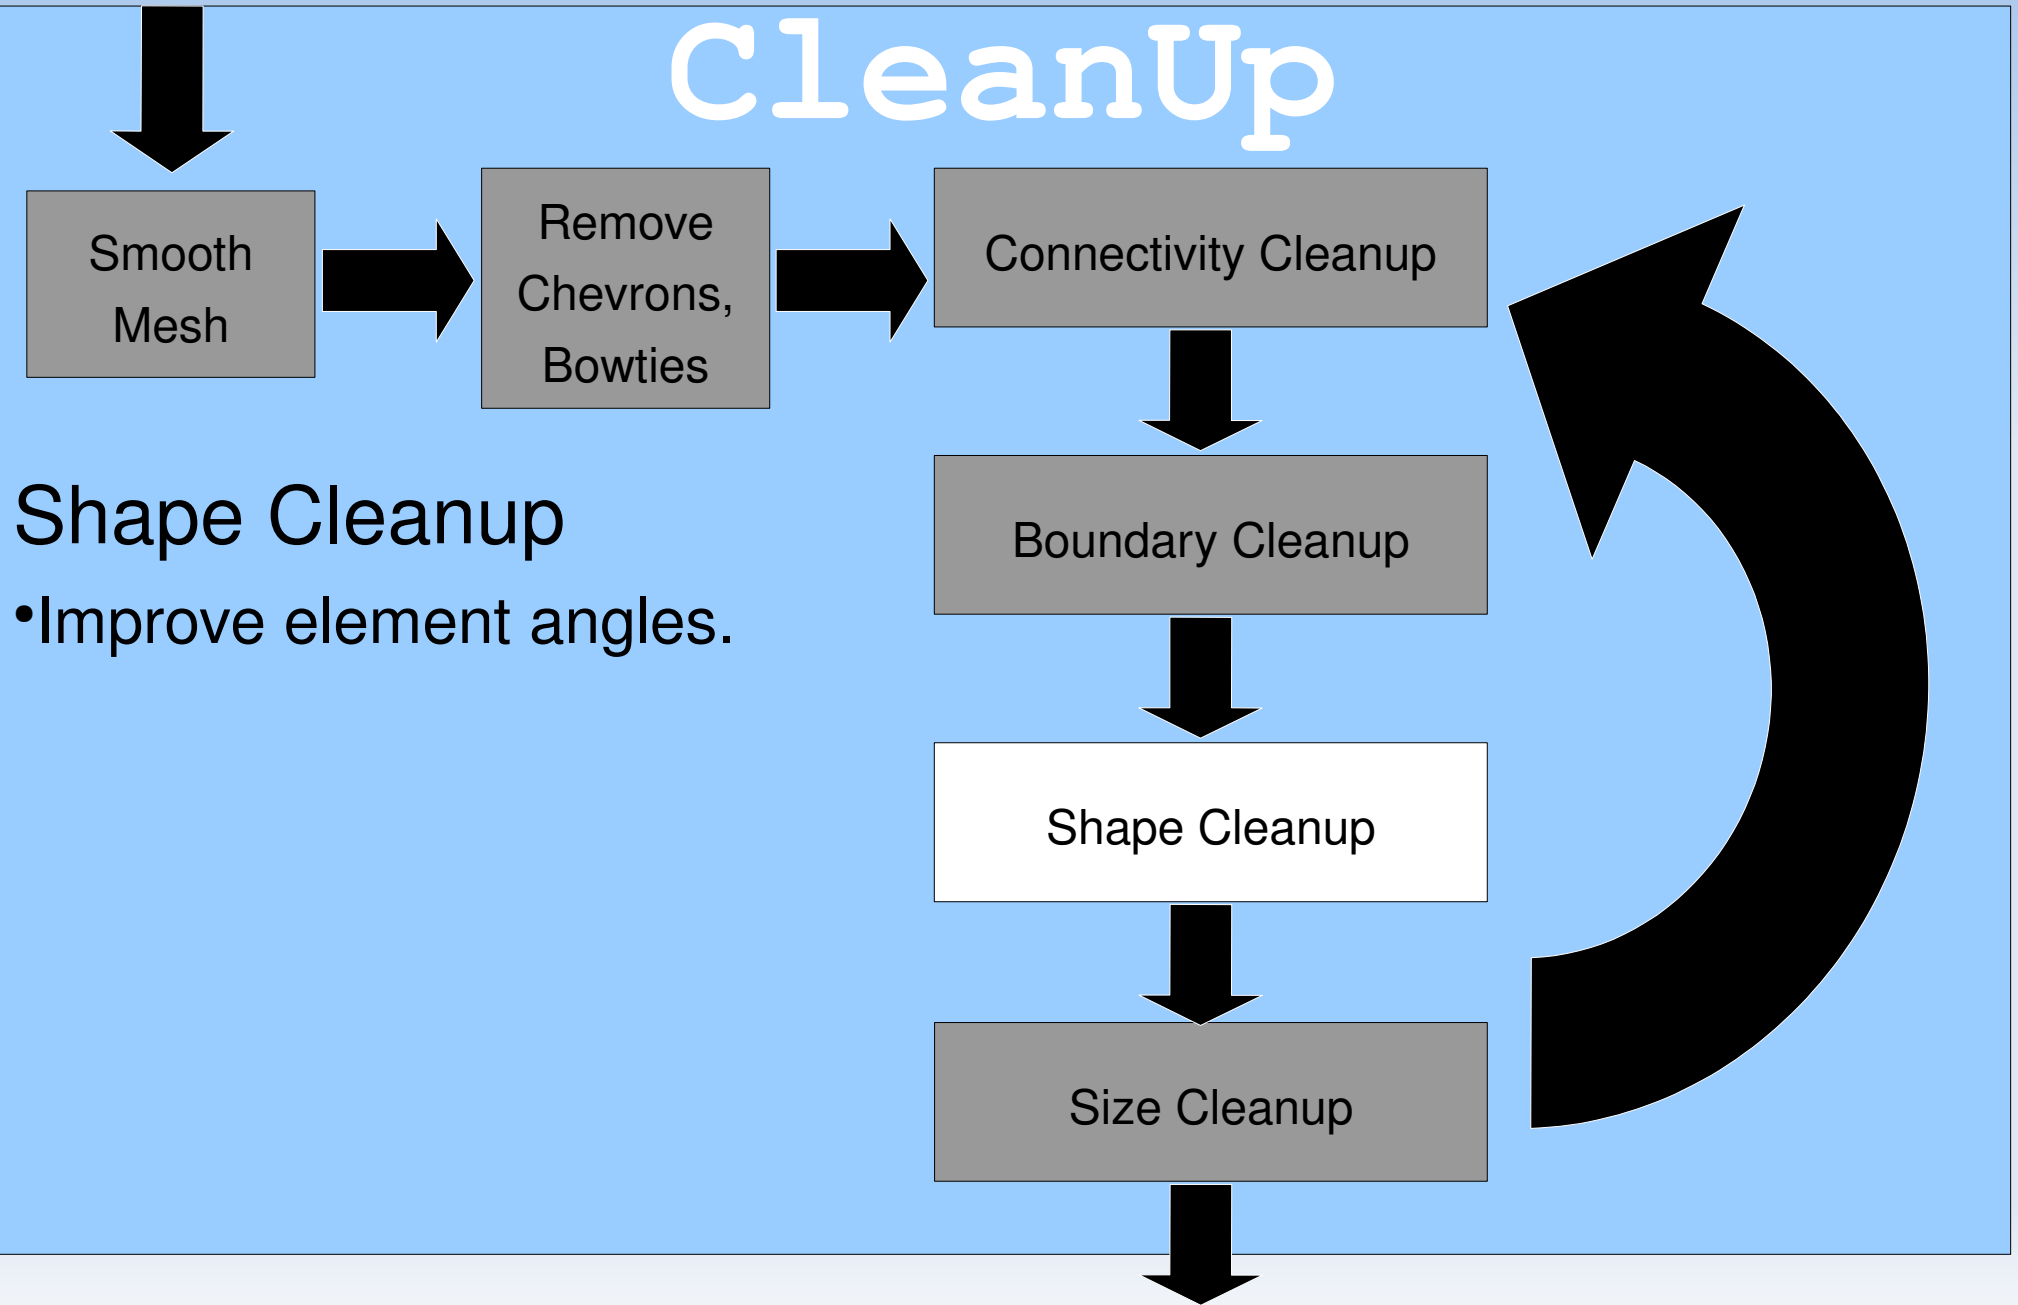 CleanUp
Smooth
Mesh
Remove
Chevrons,
Bowties
Connectivity Cleanup
Boundary Cleanup
Shape Cleanup
•Improve element angles.
Shape Cleanup
Size Cleanup